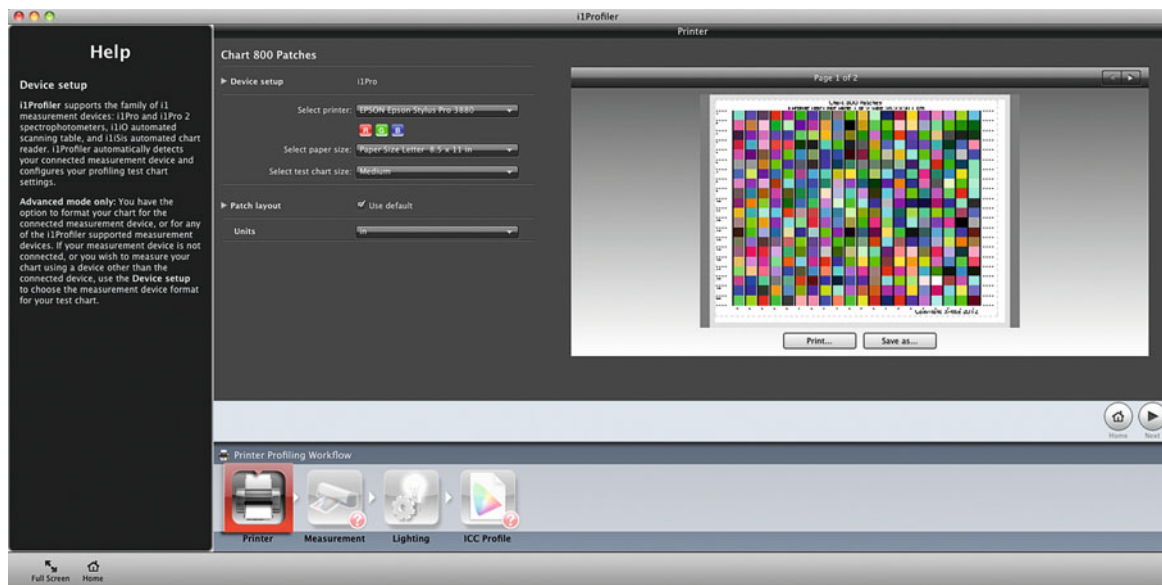 i1Profiler
Printer
Help
Device setup
i1Profiler supports the family of i1
measurement devices: i1Pro and i1Pro 2
spectrophotometers, i1iO automated
scanning table, and i1iSis automated chart
reader. i1Profiler automatically detects
your connected measurement device and
configures your profiling test chart
settings.
Advanced mode only: You have the
option to format your chart for the
connected measurement device, or for any
of the i1Profiler supported measurement
devices. If your measurement device is not
connected, or you wish to measure your
chart using a device other than the
connected device, use the Device setup
to choose the measurement device format
for your test chart.
Chart 800 Patches
Device setup i1Pro
Select printer: EPSON Epson Stylus Pro 3880
R G B
Select paper size: Paper Size Letter 8.5 x 11 in
Select test chart size: Medium
Patch layout Use default
Units in
Page 1 of 2
Chart 800 Patches
Print... Save as...
Home Next
Printer Profiling Workflow
Printer Measurement Lighting ICC Profile
Full Screen Home